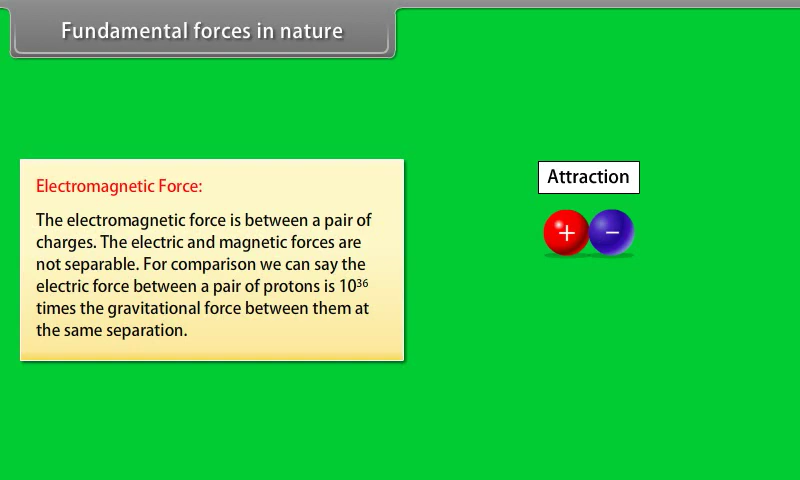 Fundamental forces in nature
Electromagnetic Force:
The electromagnetic force is between a pair of
charges. The electric and magnetic forces are
not separable. For comparison we can say the
electric force between a pair of protons is 10³⁶
times the gravitational force between them at
the same separation.
Attraction
+ −